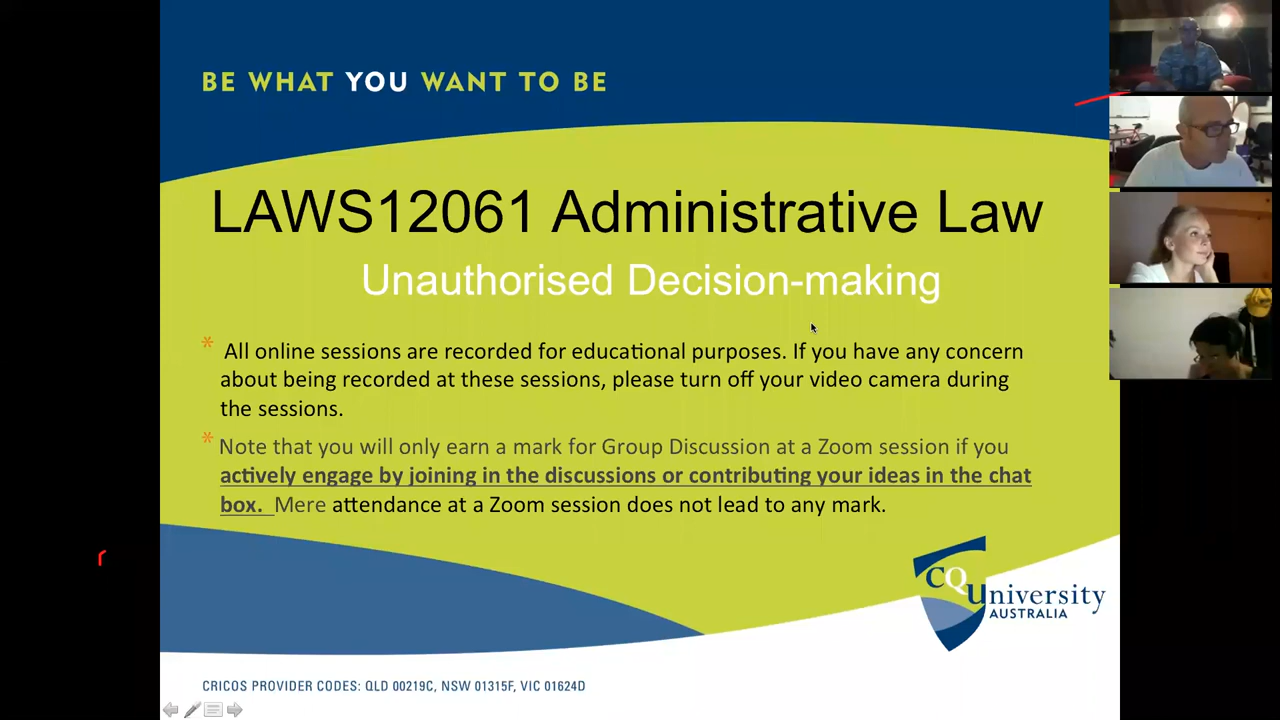 BE WHAT YOU WANT TO BE
LAWS12061 Administrative Law
Unauthorised Decision-making
* All online sessions are recorded for educational purposes. If you have any concern
about being recorded at these sessions, please turn off your video camera during
the sessions.
* Note that you will only earn a mark for Group Discussion at a Zoom session if you
actively engage by joining in the discussions or contributing your ideas in the chat
box. Mere attendance at a Zoom session does not lead to any mark.
CQUniversity
AUSTRALIA
CRICOS PROVIDER CODES: QLD 00219C, NSW 01315F, VIC 01624D